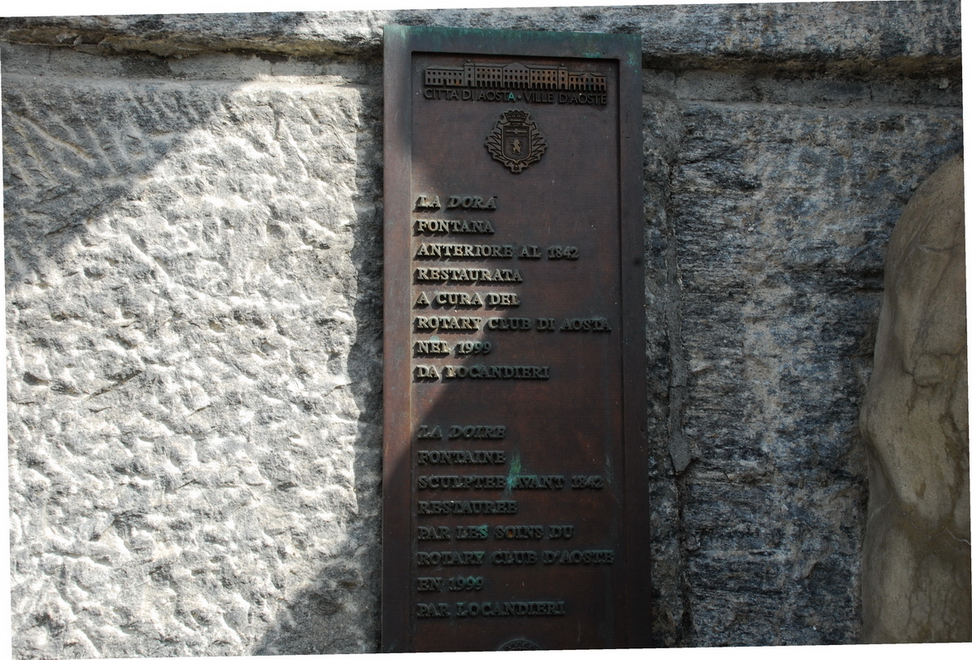 CITTÀ DI AOSTA • VILLE D'AOSTE
LA DORA
FONTANA
ANTERIORE AL 1842
RESTAURATA
A CURA DEL
ROTARY CLUB DI AOSTA
NEL 1999
DA LOCANDIERI
LA DOIRE
FONTAINE
SCULPTEE AVANT 1842
RESTAUREE
PAR LES SOINS DU
ROTARY CLUB D'AOSTE
EN 1999
PAR LOCANDIERI